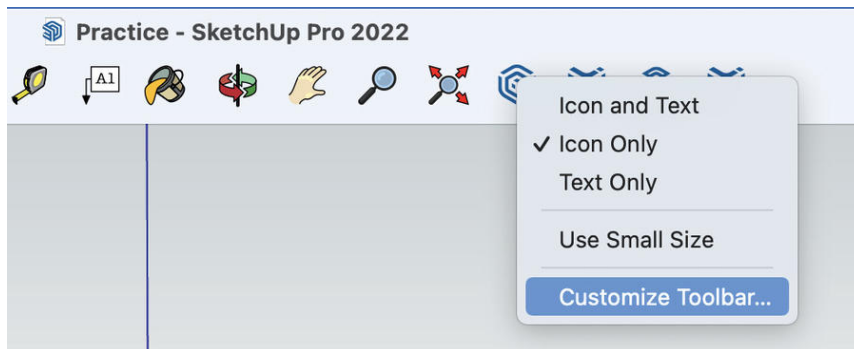 Practice - SketchUp Pro 2022
A1
Icon and Text
✓ Icon Only
Text Only
Use Small Size
Customize Toolbar...